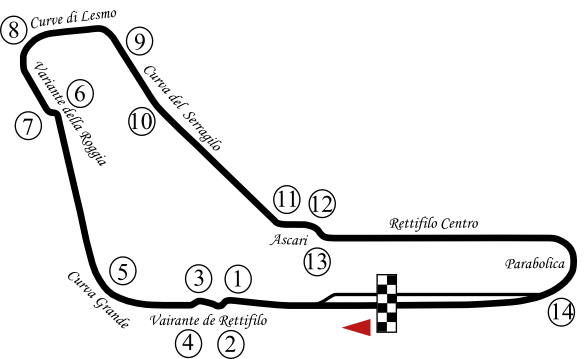 Curve di Lesmo
8
9
Variante della Roggia
6
7
Curva del Serraglio
10
11
12
Rettifilo Centro
Ascari
13
Parabolica
5
3
1
Curva Grande
Vairante de Rettifilo
4
2
14